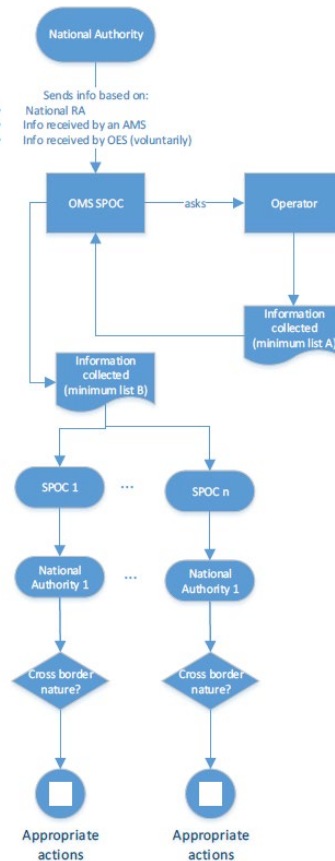 National Authority
Sends info based on:
National RA
Info received by an AMS
Info received by OES (voluntarily)
OMS SPOC
asks
Operator
Information
collected
(minimum list A)
Information
collected
(minimum list B)
SPOC 1
...
SPOC n
National
Authority 1
...
National
Authority 1
Cross border
nature?
Cross border
nature?
Appropriate
actions
Appropriate
actions